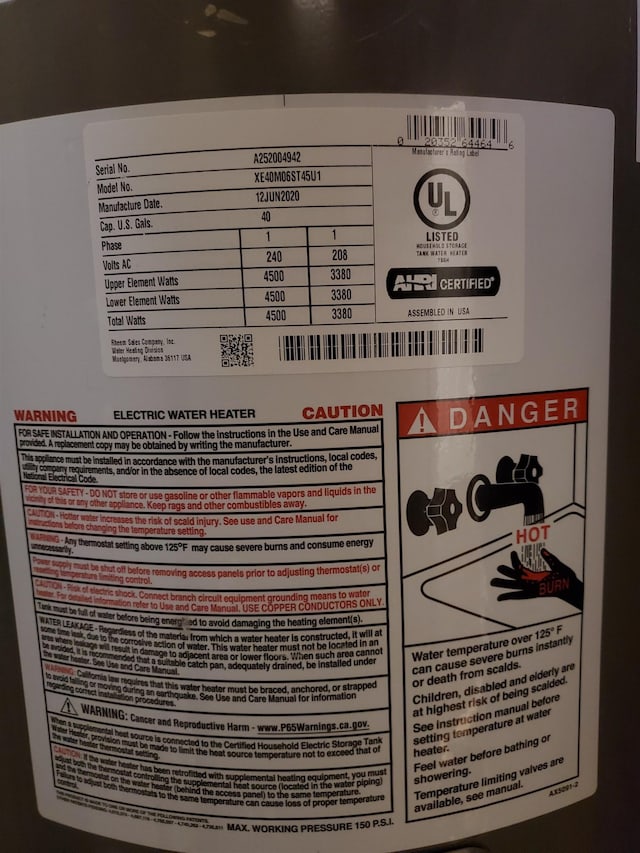 Serial No. A252004942
Model No. XE40M06ST45U1
Manufacture Date. 12JUN2020
Cap. U.S. Gals. 40
Phase 1 1
Volts AC 240 208
Upper Element Watts 4500 3380
Lower Element Watts 4500 3380
Total Watts 4500 3380
Rheem Sales Company, Inc.
Water Heating Division
Montgomery, Alabama 36117 USA
0 20352 64464 6
Manufacturer's Rating Label
UL
LISTED
HOUSEHOLD STORAGE
TANK WATER HEATER
AHRI CERTIFIED®
ASSEMBLED IN USA
WARNING ELECTRIC WATER HEATER CAUTION
FOR SAFE INSTALLATION AND OPERATION - Follow the instructions in the Use and Care Manual
provided. A replacement copy may be obtained by writing the manufacturer.
This appliance must be installed in accordance with the manufacturer's instructions, local codes,
utility company requirements, and/or in the absence of local codes, the latest edition of the
National Electrical Code.
FOR YOUR SAFETY - DO NOT store or use gasoline or other flammable vapors and liquids in the
vicinity of this or any other appliance. Keep rags and other combustibles away.
CAUTION - Hotter water increases the risk of scald injury. See use and Care Manual for
instructions before changing the temperature setting.
WARNING - Any thermostat setting above 125°F may cause severe burns and consume energy
unnecessarily.
Power supply must be shut off before removing access panels prior to adjusting thermostat(s) or
resetting temperature limiting control.
CAUTION - Risk of electric shock. Connect branch circuit equipment grounding means to water
heater. For detailed information refer to Use and Care Manual. USE COPPER CONDUCTORS ONLY.
Tank must be full of water before being energized to avoid damaging the heating element(s).
WATER LEAKAGE - Regardless of the material from which a water heater is constructed, it will at
some time leak, due to the corrosive action of water. This water heater must not be located in an
area where leakage will result in damage to adjacent area or lower floors. When such area cannot
be avoided, it is recommended that a suitable catch pan, adequately drained, be installed under
the water heater. See Use and Care Manual.
WARNING: California law requires that this water heater must be braced, anchored, or strapped
to avoid falling or moving during an earthquake. See Use and Care Manual for information
regarding correct installation procedures.
WARNING: Cancer and Reproductive Harm - www.P65Warnings.ca.gov.
When a supplemental heat source is connected to the Certified Household Electric Storage Tank
Water Heater, provision must be made to limit the heat source temperature not to exceed that of
the water heater thermostat setting.
CAUTION: If the water heater has been retrofitted with supplemental heating equipment, you must
adjust both the thermostat controlling the supplemental heat source (located in the water piping)
and the thermostat on the water heater (behind the access panel) to the same temperature.
Failure to adjust both thermostats to the same temperature can cause loss of proper temperature
control.
MAX. WORKING PRESSURE 150 P.S.I.
DANGER
HOT
BURN
Water temperature over 125° F
can cause severe burns instantly
or death from scalds.
Children, disabled and elderly are
at highest risk of being scalded.
See instruction manual before
setting temperature at water
heater.
Feel water before bathing or
showering.
Temperature limiting valves are
available, see manual.
AX5091-2